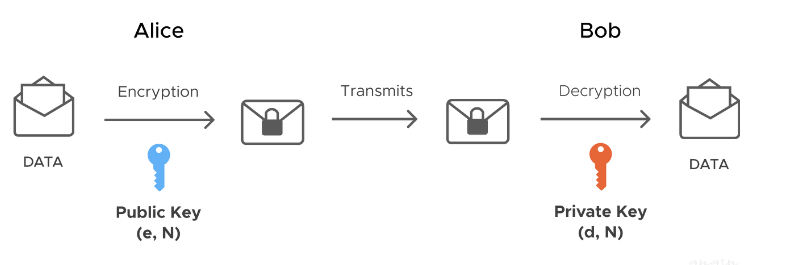 Alice
Bob
Encryption
Transmits
Decryption
DATA
DATA
Public Key
(e, N)
Private Key
(d, N)